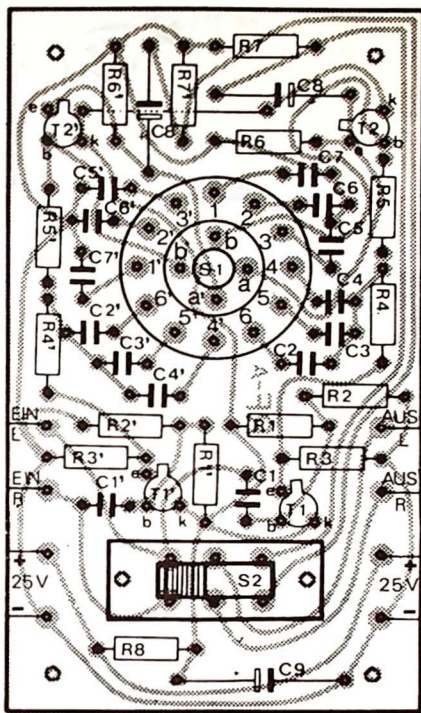 R7
R6'
R7'
C8
e
T2'
k
b
C8'
k
T2
b
e
R6
C7
C5'
C6
C6'
C5
R5
R5'
C7'
1
2
3
4
5
6
1'
2'
3'
4'
5'
6'
b
b'
a
a'
S1
C4
R4
R4'
C2'
C3'
C4'
C2
C3
R2
EIN
L
R2'
R1
AUS
L
R3'
R1'
R3
EIN
R
C1'
e
T1'
b
k
C1
e
T1
b
k
AUS
R
+
25V
-
S2
+
25V
-
R8
C9